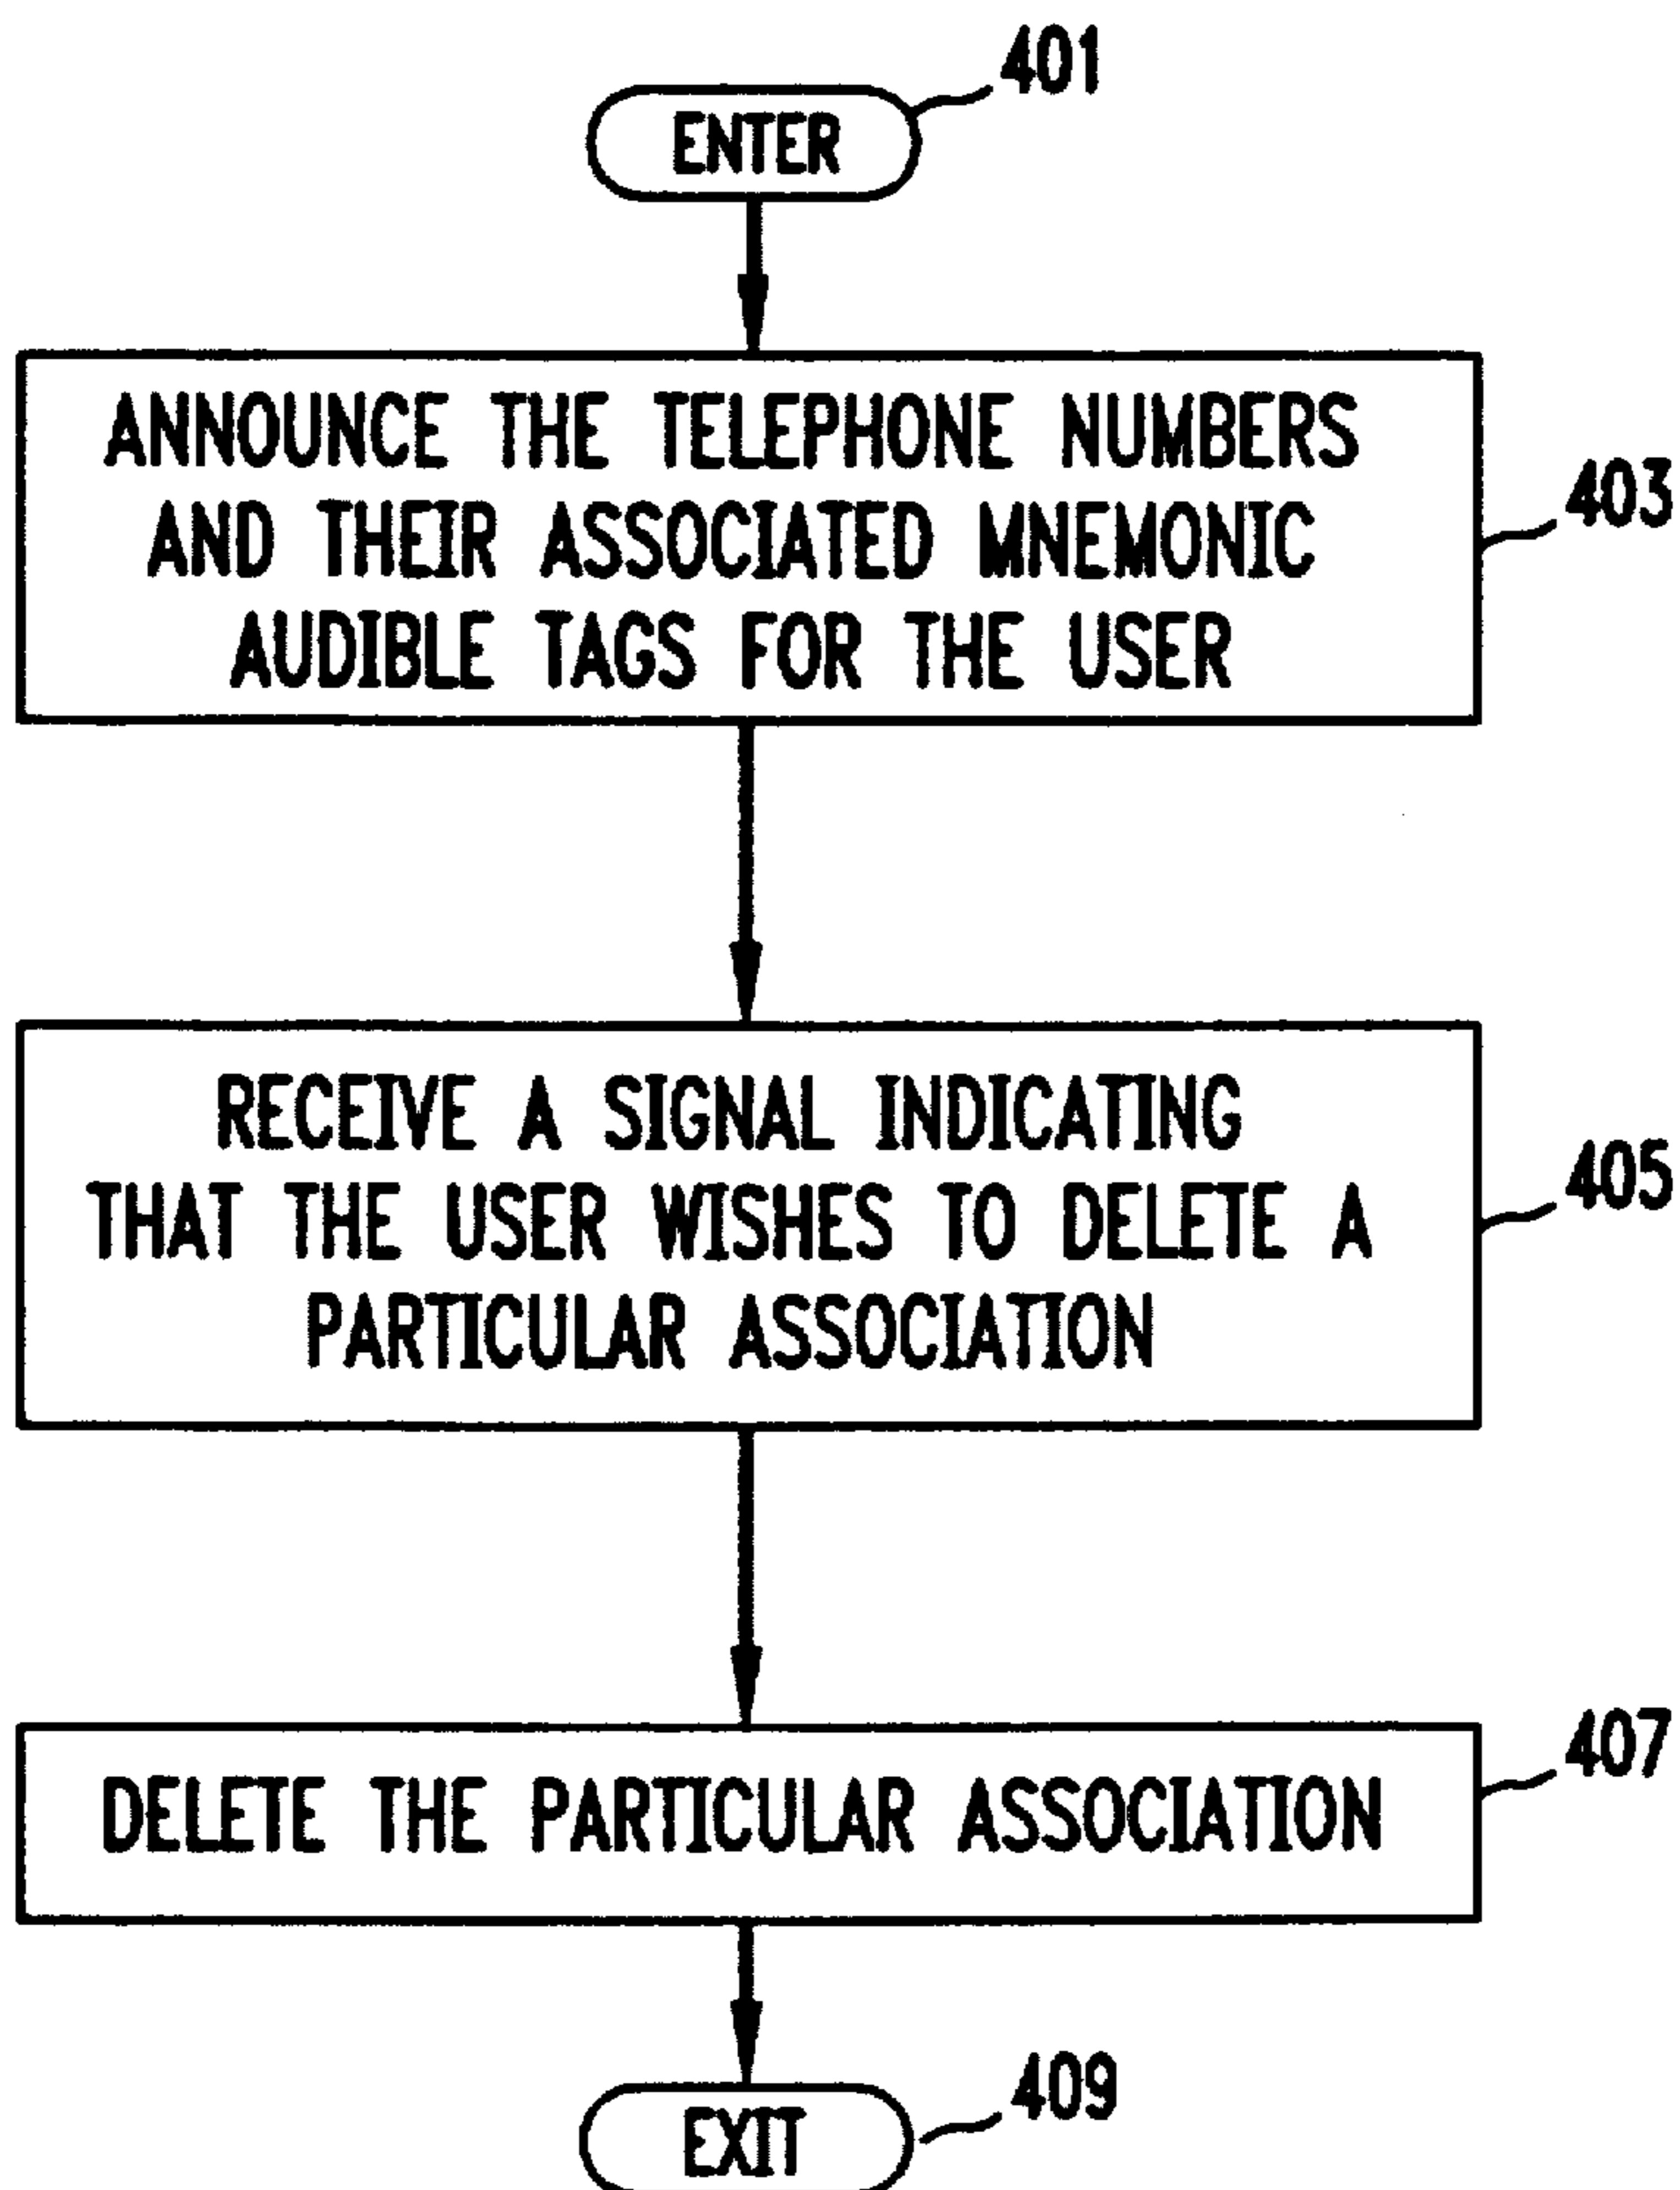 401
ENTER
ANNOUNCE THE TELEPHONE NUMBERS
AND THEIR ASSOCIATED MNEMONIC
AUDIBLE TAGS FOR THE USER
403
RECEIVE A SIGNAL INDICATING
THAT THE USER WISHES TO DELETE A
PARTICULAR ASSOCIATION
405
DELETE THE PARTICULAR ASSOCIATION
407
EXIT
409